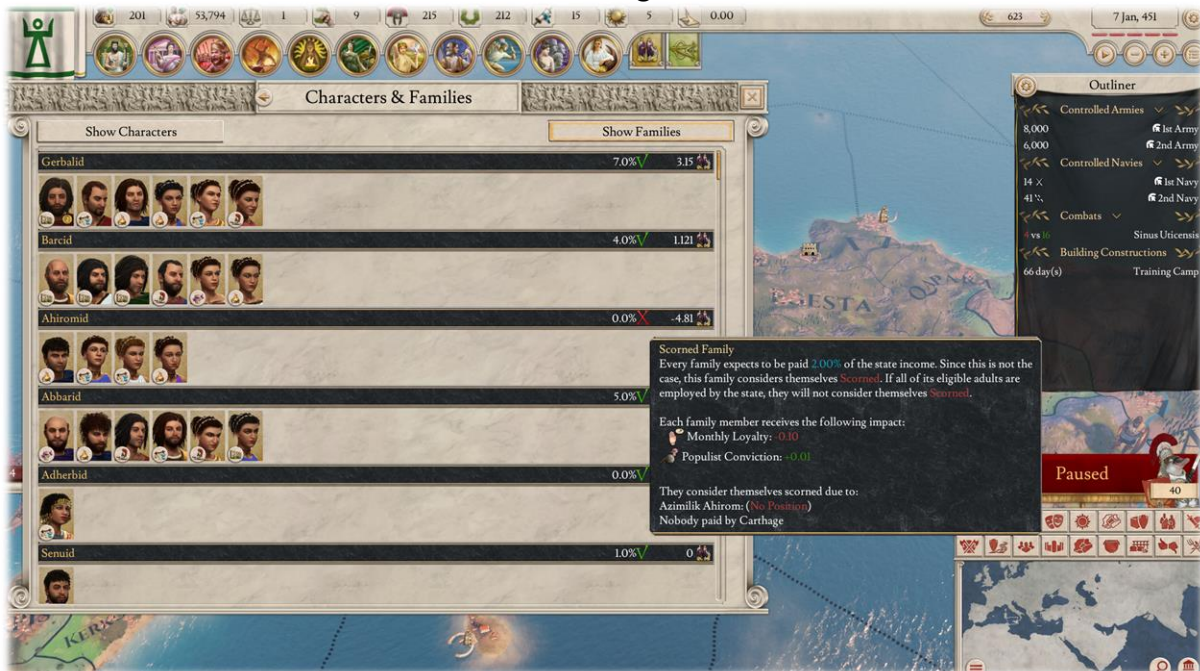 201 53,794 1 9 215 212 15 5 0.00 623 7 Jan, 451
Characters & Families
Outliner
Show Characters
Show Families
Controlled Armies
8,000 1st Army
6,000 2nd Army
Controlled Navies
14 1st Navy
41 2nd Navy
Combats
4 vs 16 Sinus Uticensis
Building Constructions
66 day(s) Training Camp
Gerbalid 7.0% 3.15
Barcid 4.0% 1.121
Ahiromid 0.0% -4.81
Abbarid 5.0%
Adherbid 0.0%
Senuid 1.0% 0
Scorned Family
Every family expects to be paid 2.00% of the state income. Since this is not the
case, this family considers themselves Scorned. If all of its eligible adults are
employed by the state, they will not consider themselves Scorned.
Each family member receives the following impact:
Monthly Loyalty: -0.10
Populist Conviction: +0.01
They consider themselves scorned due to:
Azimilik Ahirom: (No Position)
Nobody paid by Carthage
Paused
40
KERK